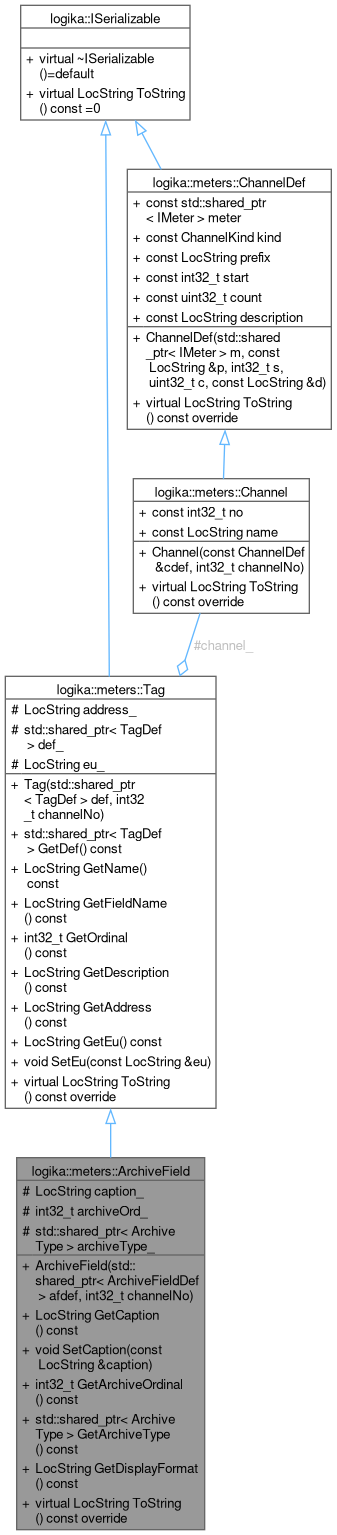 logika::ISerializable
+ virtual ~ISerializable
()=default
+ virtual LocString ToString
() const =0
logika::meters::ChannelDef
+ const std::shared_ptr
< IMeter > meter
+ const ChannelKind kind
+ const LocString prefix
+ const int32_t start
+ const uint32_t count
+ const LocString description
+ ChannelDef(std::shared
_ptr< IMeter > m, const
LocString &p, int32_t s,
uint32_t c, const LocString &d)
+ virtual LocString ToString
() const override
logika::meters::Channel
+ const int32_t no
+ const LocString name
+ Channel(const ChannelDef
&cdef, int32_t channelNo)
+ virtual LocString ToString
() const override
#channel_
logika::meters::Tag
# LocString address_
# std::shared_ptr< TagDef
> def_
# LocString eu_
+ Tag(std::shared_ptr
< TagDef > def, int32
_t channelNo)
+ std::shared_ptr< TagDef
> GetDef() const
+ LocString GetName()
const
+ LocString GetFieldName
() const
+ int32_t GetOrdinal
() const
+ LocString GetDescription
() const
+ LocString GetAddress
() const
+ LocString GetEu() const
+ void SetEu(const LocString &eu)
+ virtual LocString ToString
() const override
logika::meters::ArchiveField
# LocString caption_
# int32_t archiveOrd_
# std::shared_ptr< Archive
Type > archiveType_
+ ArchiveField(std::
shared_ptr< ArchiveFieldDef
> afdef, int32_t channelNo)
+ LocString GetCaption
() const
+ void SetCaption(const
LocString &caption)
+ int32_t GetArchiveOrdinal
() const
+ std::shared_ptr< Archive
Type > GetArchiveType
() const
+ LocString GetDisplayFormat
() const
+ virtual LocString ToString
() const override